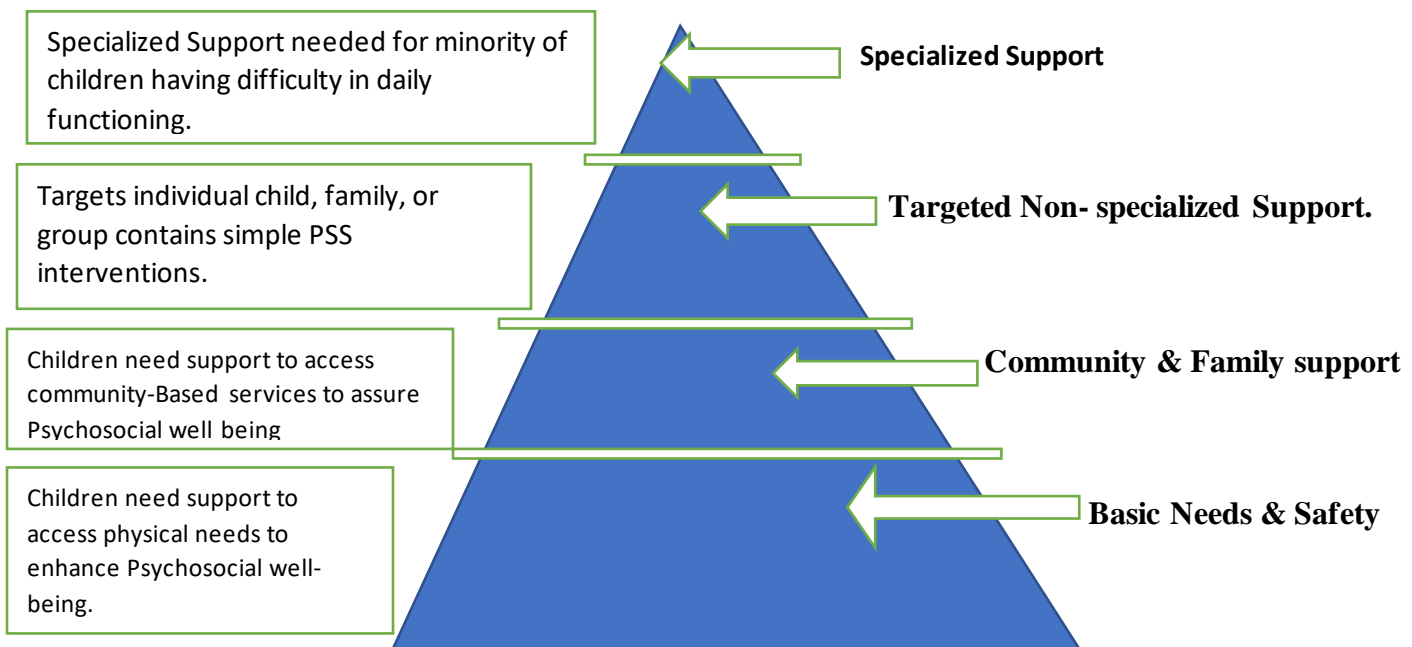 Specialized Support needed for minority of
children having difficulty in daily
functioning.
Specialized Support
Targets individual child, family, or
group contains simple PSS
interventions.
Targeted Non- specialized Support.
Children need support to access
community-Based services to assure
Psychosocial well being
Community & Family support
Children need support to
access physical needs to
enhance Psychosocial well-
being.
Basic Needs & Safety